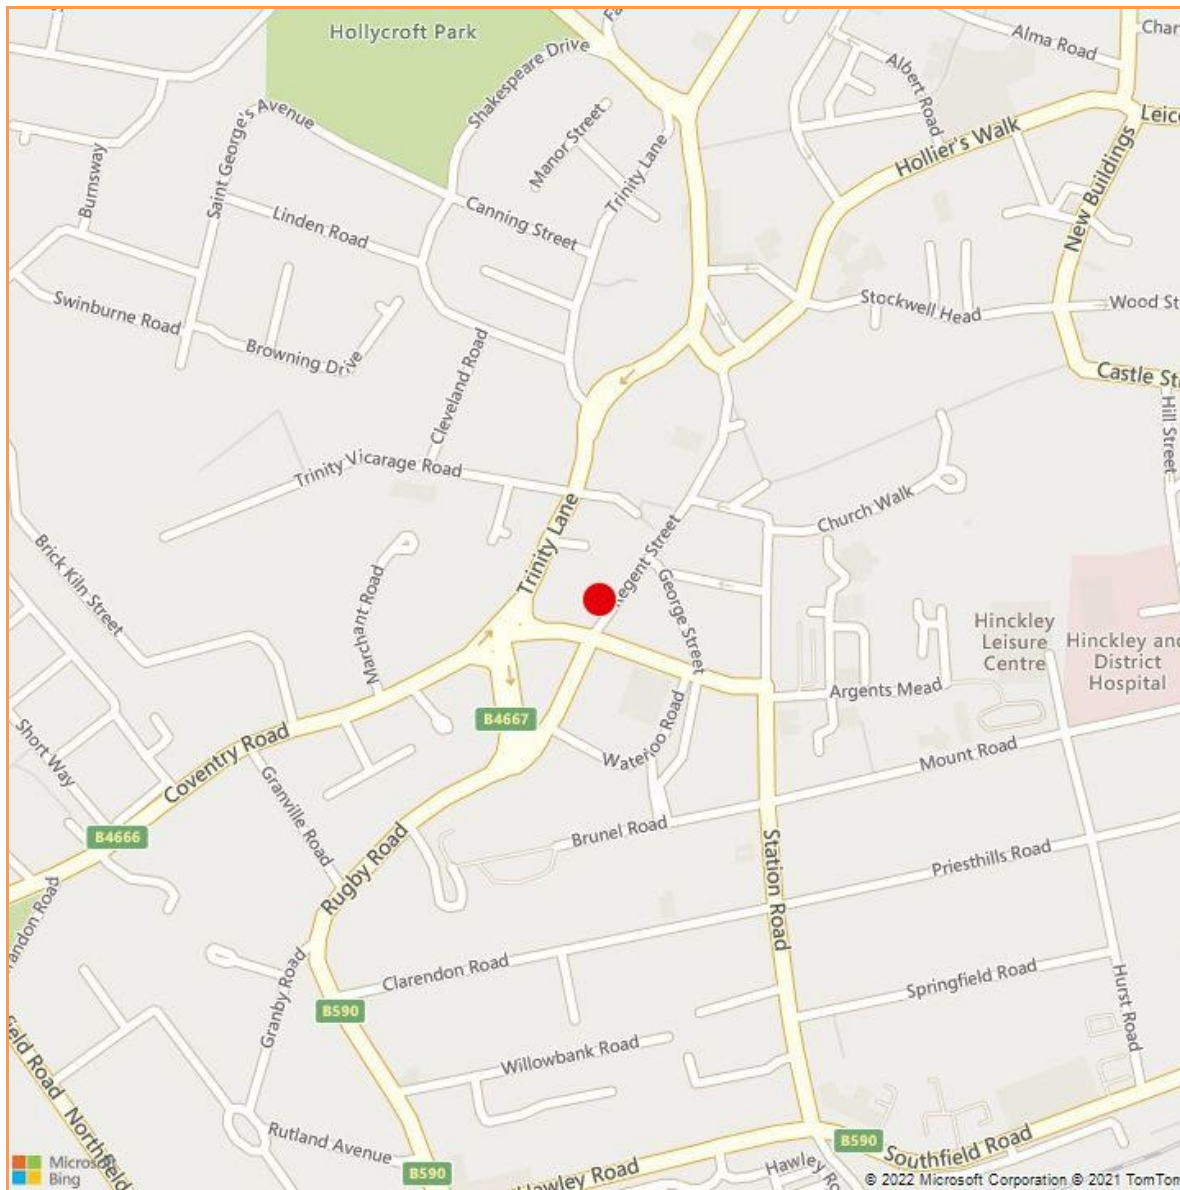 Hollycroft Park
Shakespeare Drive
Alma Road
Albert Road
Hollier's Walk
New Buildings
Saint George's Avenue
Manor Street
Trinity Lane
Burnsway
Linden Road
Canning Street
Swinburne Road
Browning Drive
Stockwell Head
Wood St
Cleveland Road
Castle St
Hill Street
Trinity Vicarage Road
Church Walk
Brick Kiln Street
Marchant Road
Trinity Lane
Regent Street
George Street
Hinckley
Leisure
Centre
Hinckley and
District
Hospital
Argents Mead
B4667
Short Way
Coventry Road
Waterloo Road
Mount Road
Granville Road
B4666
Brunel Road
Rugby Road
Station Road
Priesthills Road
Clarendon Road
Springfield Road
Granby Road
B590
Hurst Road
Willowbank Road
field Road
Northfield
Rutland Avenue
B590
Hawley Road
B590
Southfield Road
Hawley Ro
Microsoft
Bing
© 2022 Microsoft Corporation © 2021 TomTom